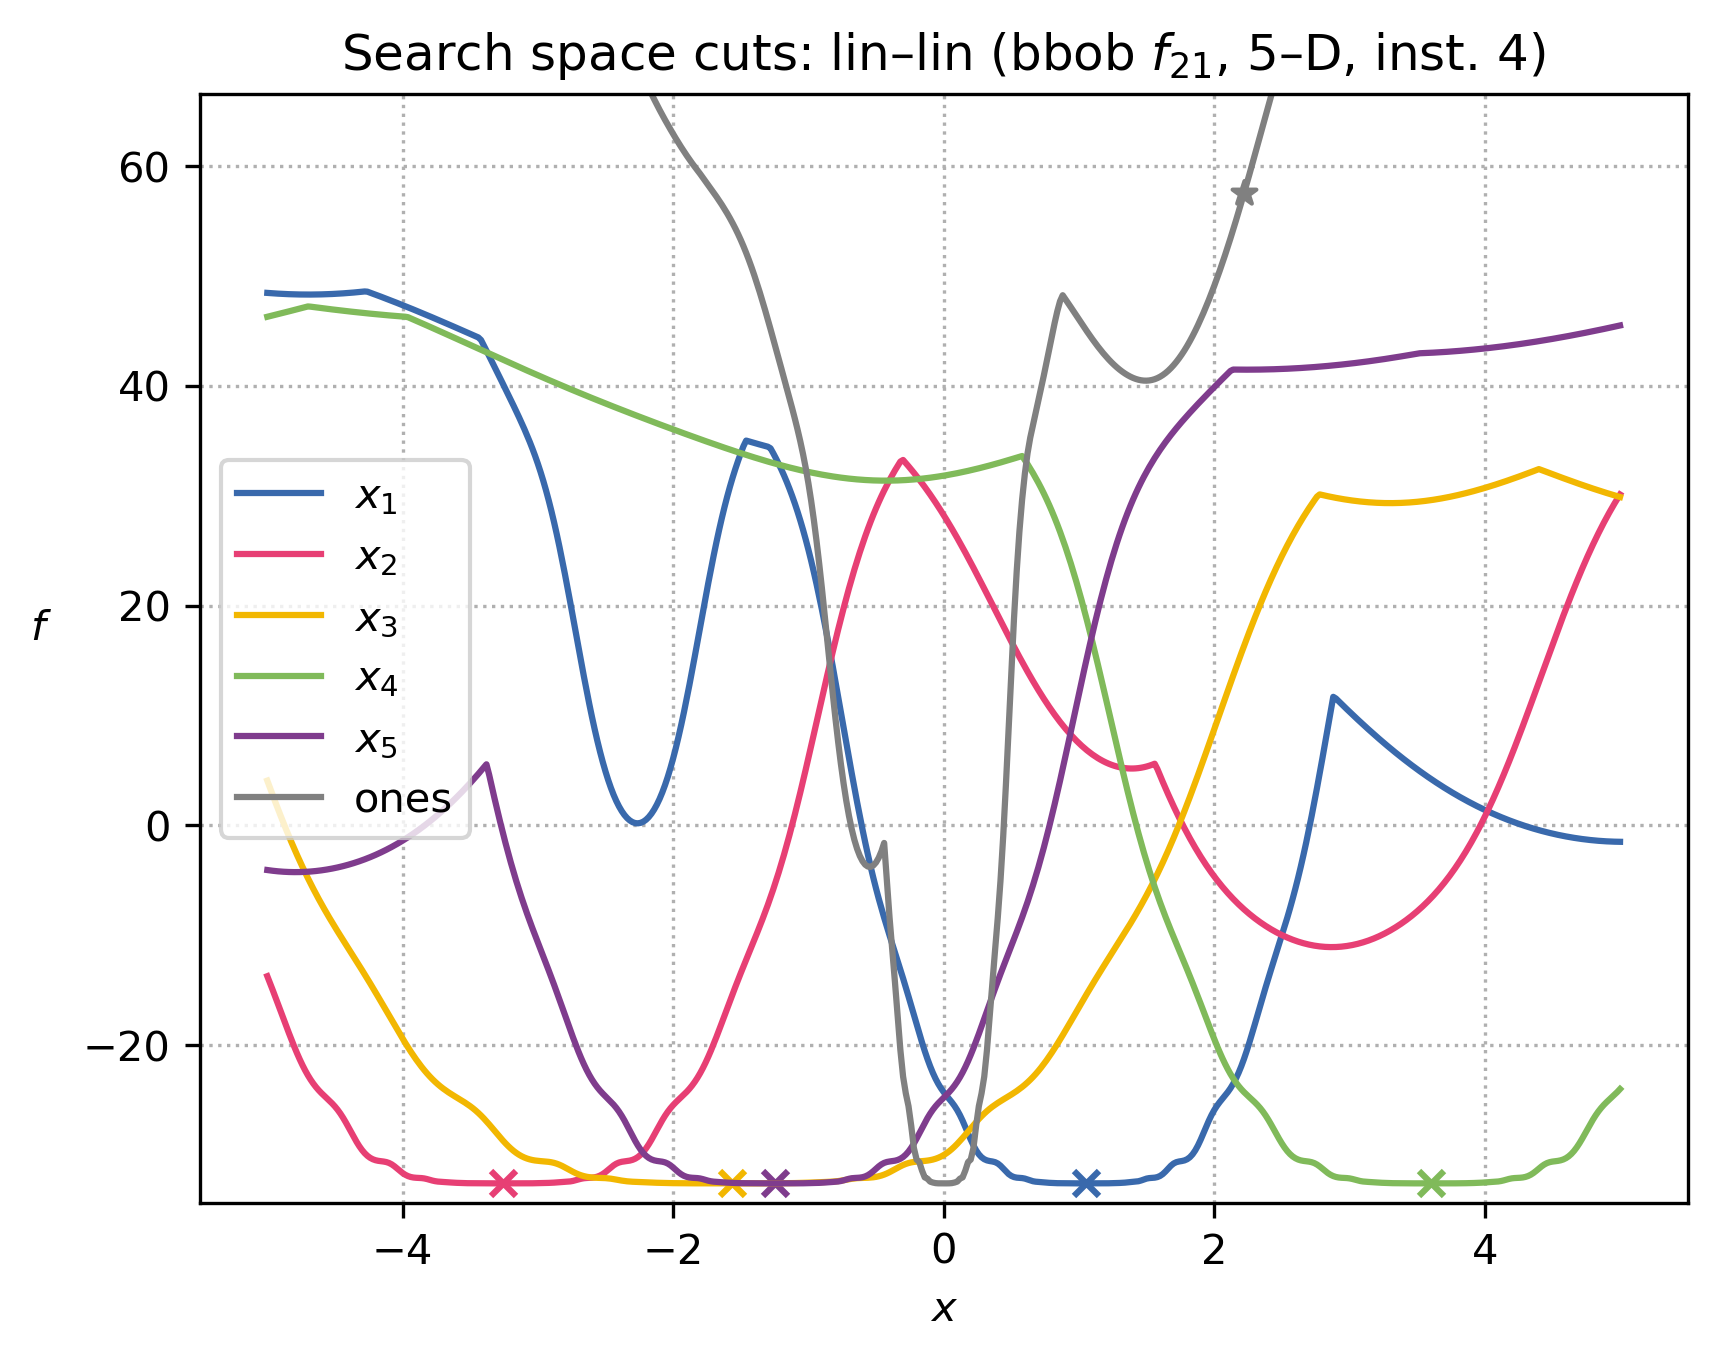 Search space cuts: lin–lin (bbob f₂₁, 5–D, inst. 4)
60
40
20
0
−20
f
x₁
x₂
x₃
x₄
x₅
ones
−4
−2
0
2
4
x